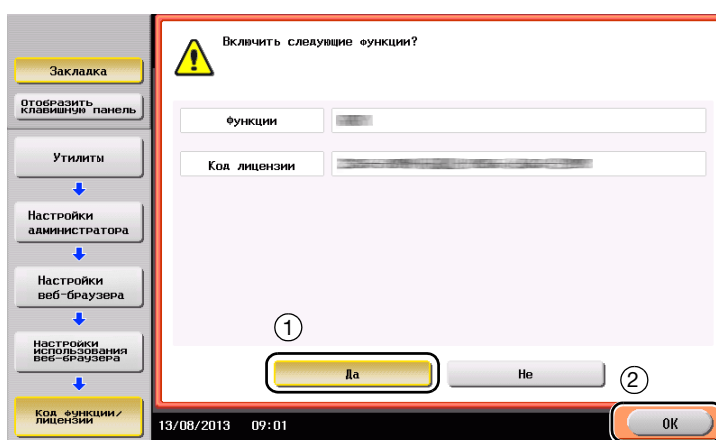 Включить следующие функции?
Закладка
Отобразить
клавишную панель
Функции
Утилиты
Код лицензии
Настройки
администратора
Настройки
веб-браузера
Настройки
использования
веб-браузера
①
Да
Не
②
Код функции/
лицензии
13/08/2013 09:01
OK